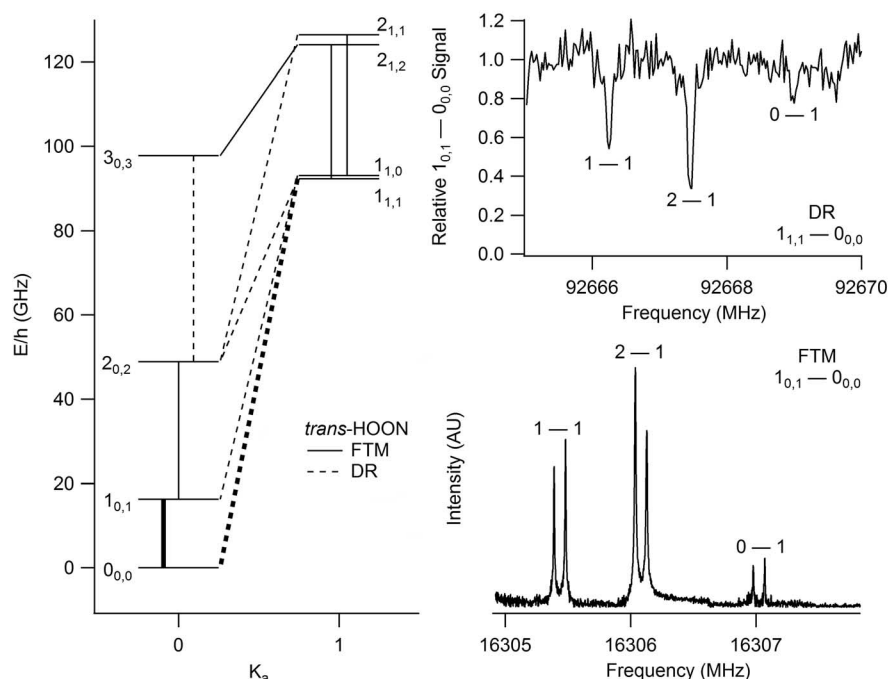 E/h (GHz)
120
100
80
60
40
20
0
2₁,₁
2₁,₂
3₀,₃
1₁,₀
1₁,₁
2₀,₂
trans-HOON
FTM
DR
1₀,₁
0₀,₀
0
1
Kₐ
Relative 1₀,₁ — 0₀,₀ Signal
1.2
1.0
0.8
0.6
0.4
0.2
0.0
0 — 1
1 — 1
2 — 1
DR
1₁,₁ — 0₀,₀
92666
92668
92670
Frequency (MHz)
Intensity (AU)
2 — 1
FTM
1₀,₁ — 0₀,₀
1 — 1
0 — 1
16305
16306
16307
Frequency (MHz)